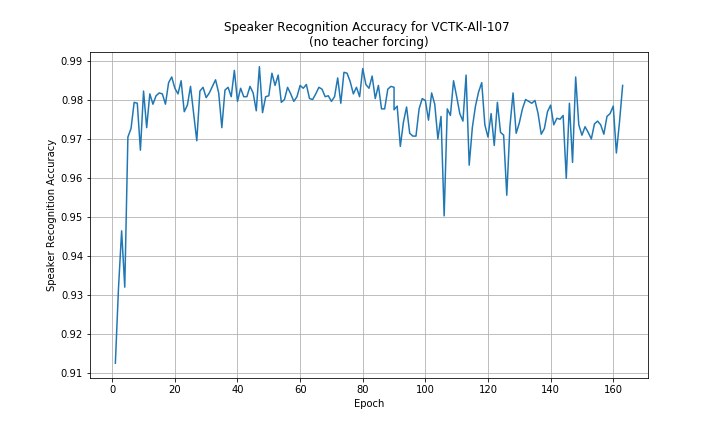 Speaker Recognition Accuracy for VCTK-All-107
(no teacher forcing)
Speaker Recognition Accuracy
0.99
0.98
0.97
0.96
0.95
0.94
0.93
0.92
0.91
0 20 40 60 80 100 120 140 160
Epoch